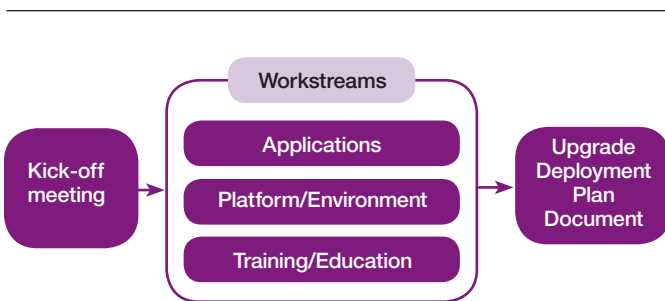 Workstreams
Kick-off
meeting
Applications
Platform/Environment
Training/Education
Upgrade
Deployment
Plan
Document